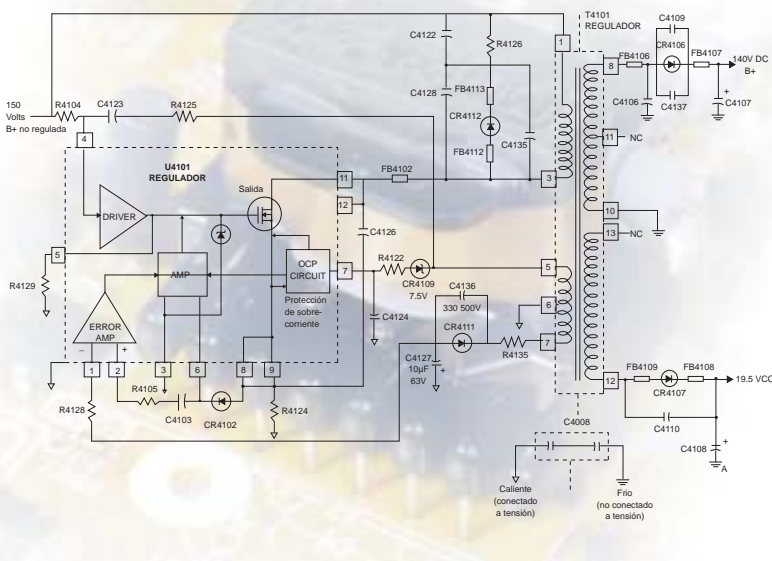 T4101
REGULADOR
C4109
CR4106
FB4106
FB4107
140V DC
B+
C4106
C4137
+
C4107
C4122
R4126
1
8
C4128
FB4113
CR4112
FB4112
C4135
11
NC
150
Volts
B+ no regulada
R4104
C4123
R4125
4
U4101
REGULADOR
Salida
11
FB4102
3
12
10
13
NC
DRIVER
C4126
5
R4129
AMP
OCP
CIRCUIT
7
R4122
CR4109
7.5V
5
Protección
de sobre-
corriente
C4124
C4136
330 500V
6
ERROR
AMP
–
+
CR4111
R4135
7
C4127
10µF
63V
+
1
2
3
6
8
9
R4128
R4105
C4103
CR4102
R4124
12
FB4109
FB4108
CR4107
19.5 VCC
C4110
C4108
+
A
C4008
Caliente
(conectado
a tensión)
Frio
(no conectado
a tensión)